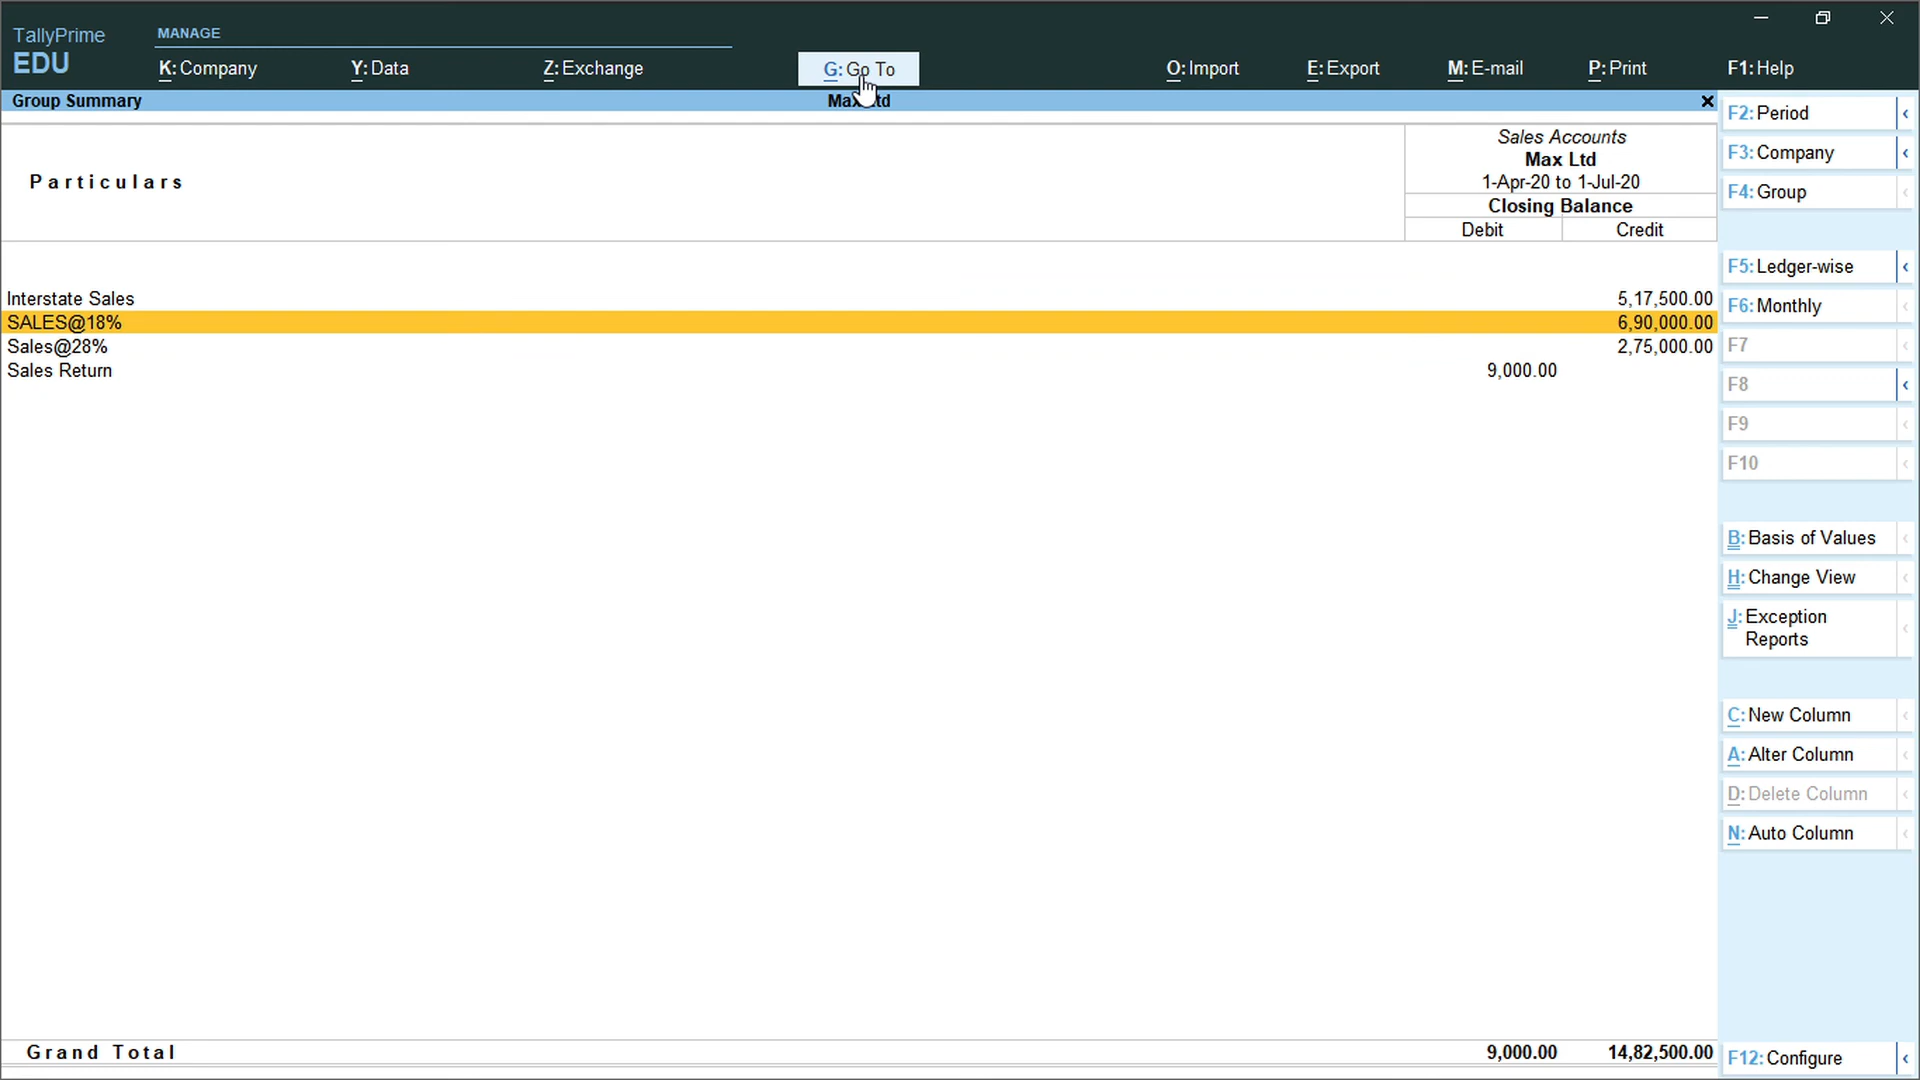 TallyPrime
EDU
MANAGE
K: Company
Y: Data
Z: Exchange
G: Go To
O: Import
E: Export
M: E-mail
P: Print
F1: Help
Group Summary
Max Ltd
Particulars
Sales Accounts
Max Ltd
1-Apr-20 to 1-Jul-20
Closing Balance
Debit Credit
Interstate Sales 5,17,500.00
SALES@18% 6,90,000.00
Sales@28% 2,75,000.00
Sales Return 9,000.00
Grand Total 9,000.00 14,82,500.00
F2: Period
F3: Company
F4: Group
F5: Ledger-wise
F6: Monthly
F7
F8
F9
F10
B: Basis of Values
H: Change View
J: Exception
Reports
C: New Column
A: Alter Column
D: Delete Column
N: Auto Column
F12: Configure